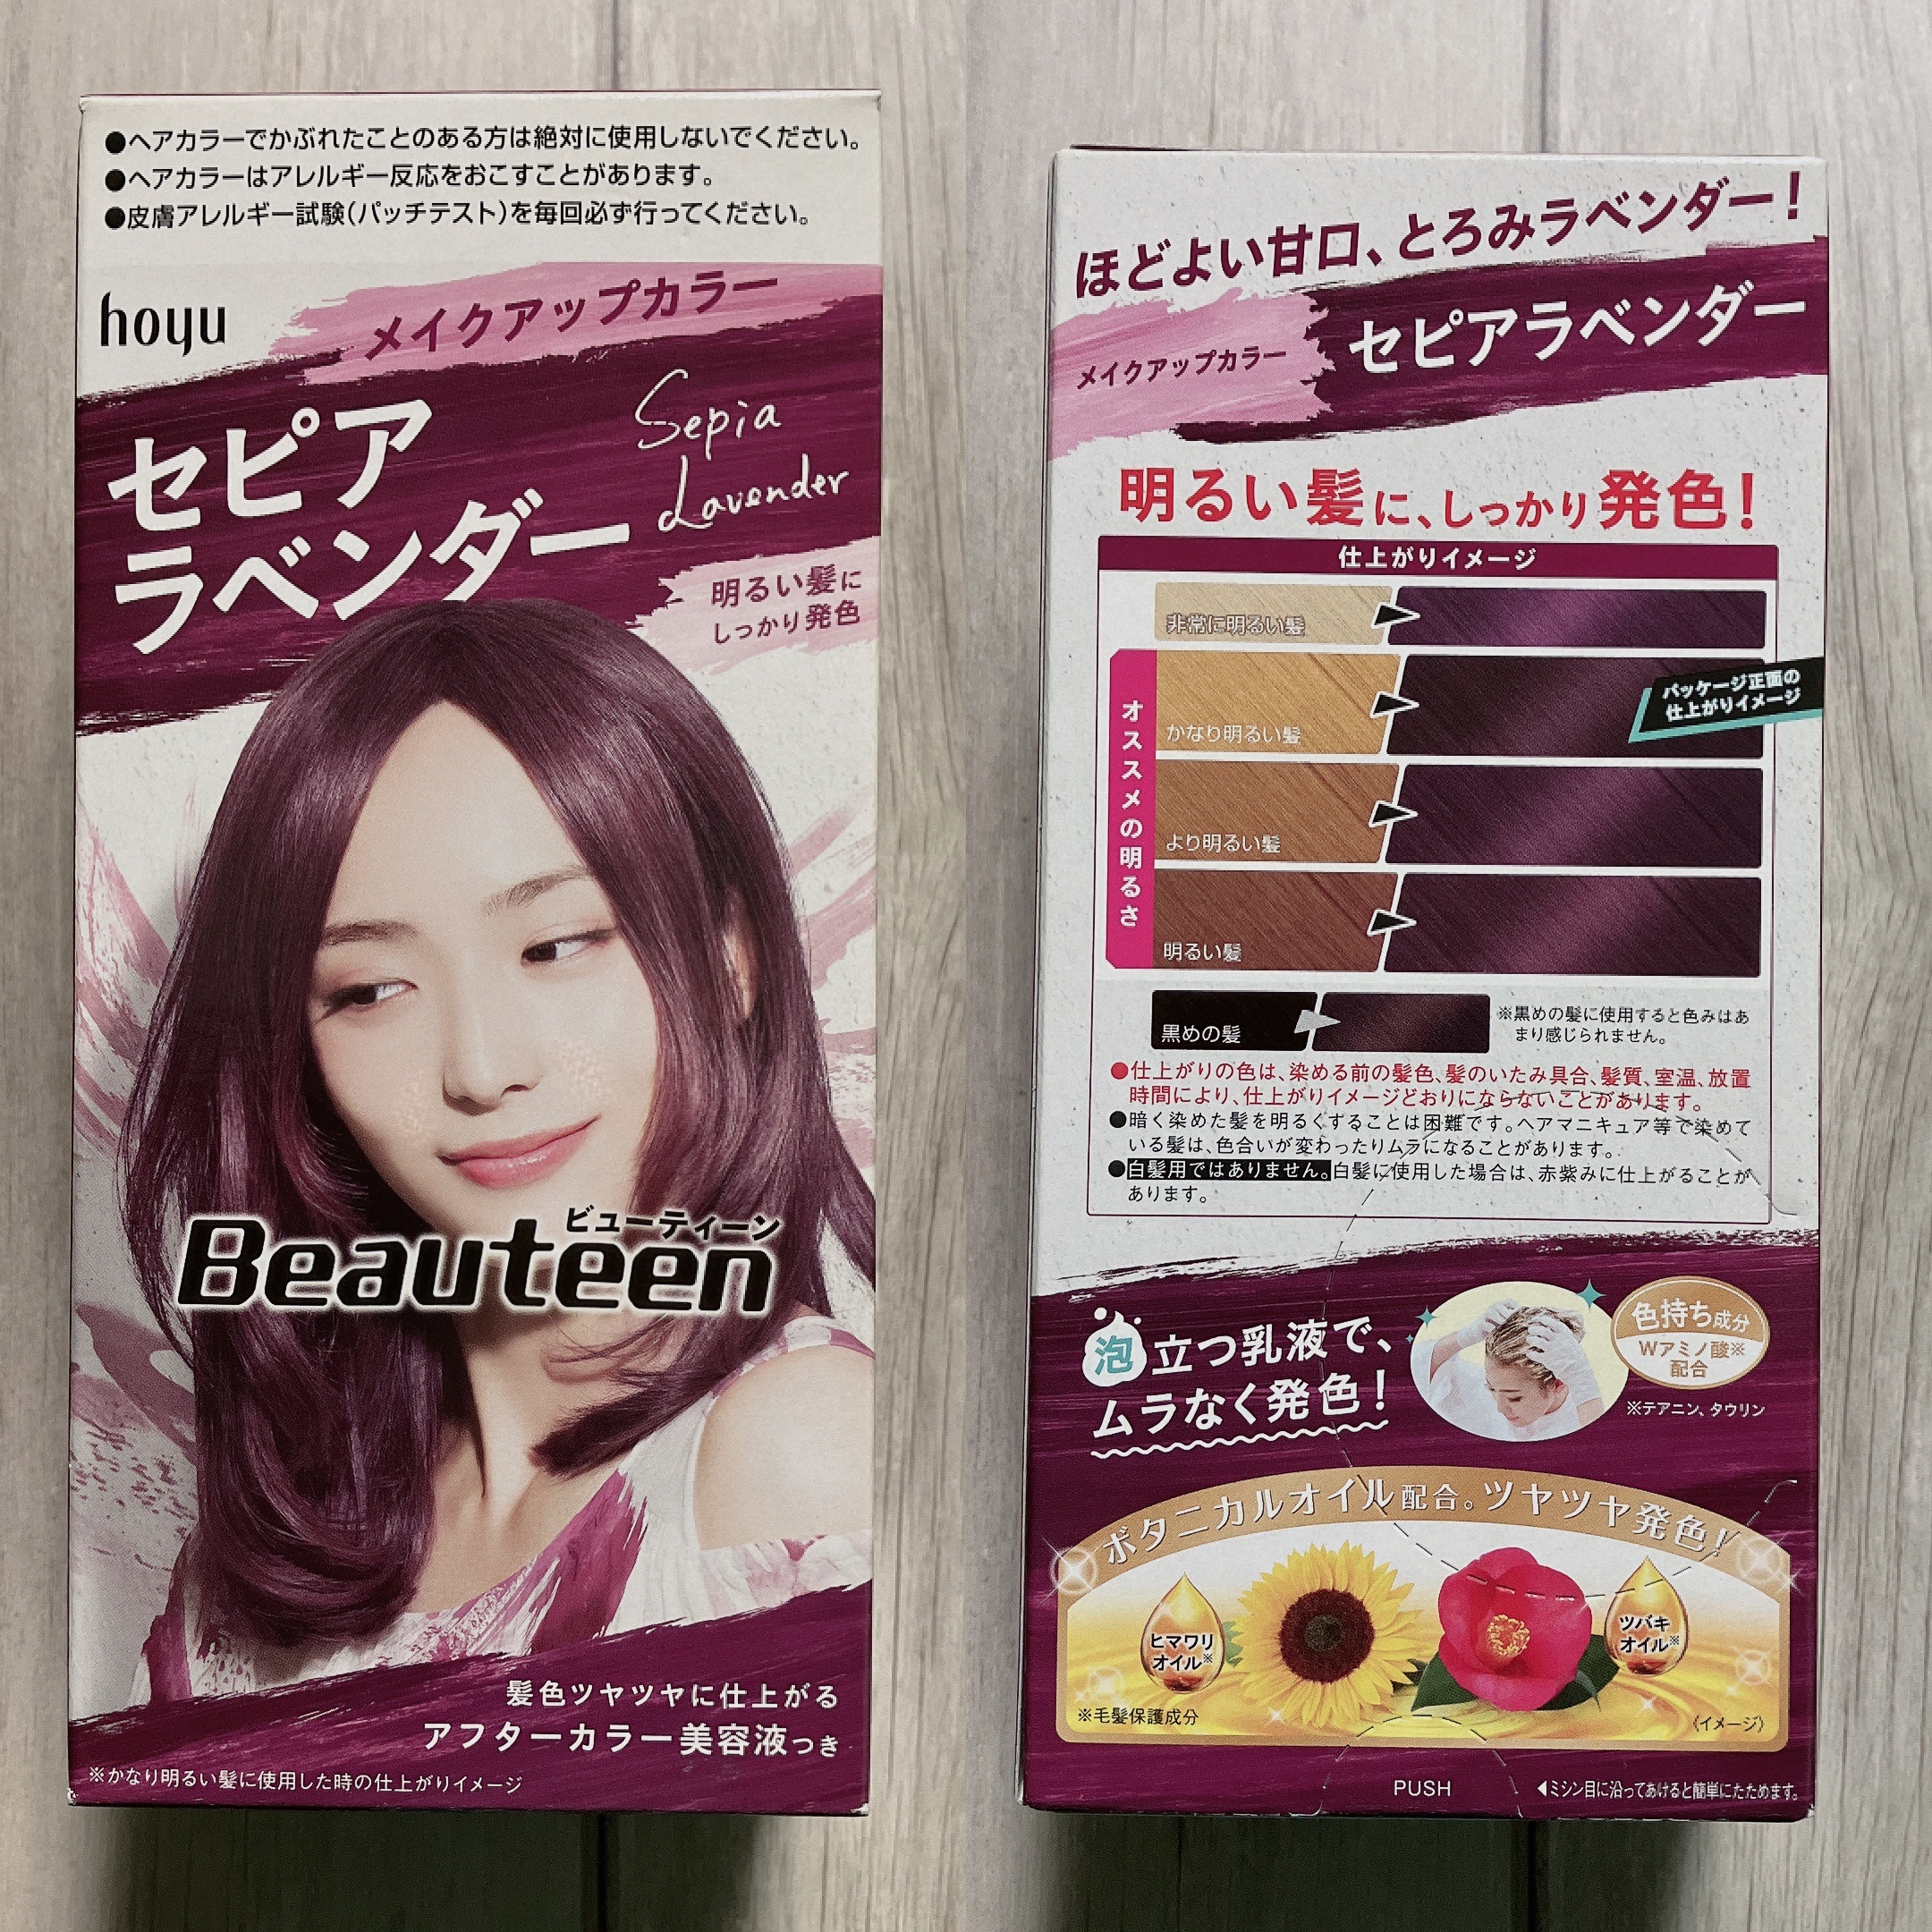 ●ヘアカラーでかぶれたことのある方は絶対に使用しないでください。
●ヘアカラーはアレルギー反応をおこすことがあります。
●皮膚アレルギー試験(パッチテスト)を毎回必ず行ってください。
hoyu
メイクアップカラー
セピア
ラベンダー
Sepia
Lavender
明るい髪に
しっかり発色
ビューティーン
Beauteen
髪色ツヤツヤに仕上がる
アフターカラー美容液つき
※かなり明るい髪に使用した時の仕上がりイメージ
ほどよい甘口、とろみラベンダー!
メイクアップカラー
セピアラベンダー
明るい髪に、しっかり発色!
仕上がりイメージ
非常に明るい髪
オススメの明るさ
かなり明るい髪
パッケージ正面の
仕上がりイメージ
より明るい髪
明るい髪
黒めの髪
※黒めの髪に使用すると色みはあ
まり感じられません。
●仕上がりの色は、染める前の髪色、髪のいたみ具合、髪質、室温、放置
時間により、仕上がりイメージどおりにならないことがあります。
●暗く染めた髪を明るくすることは困難です。ヘアマニキュア等で染めて
いる髪は、色合いが変わったりムラになることがあります。
●白髪用ではありません。白髪に使用した場合は、赤紫みに仕上がることが
あります。
泡立つ乳液で、
ムラなく発色!
色持ち成分
Wアミノ酸※
配合
※テアニン、タウリン
ボタニカルオイル配合。ツヤツヤ発色!
ヒマワリ
オイル※
ツバキ
オイル※
※毛髪保護成分
〈イメージ〉
PUSH
◀ミシン目に沿ってあけると簡単にたためます。